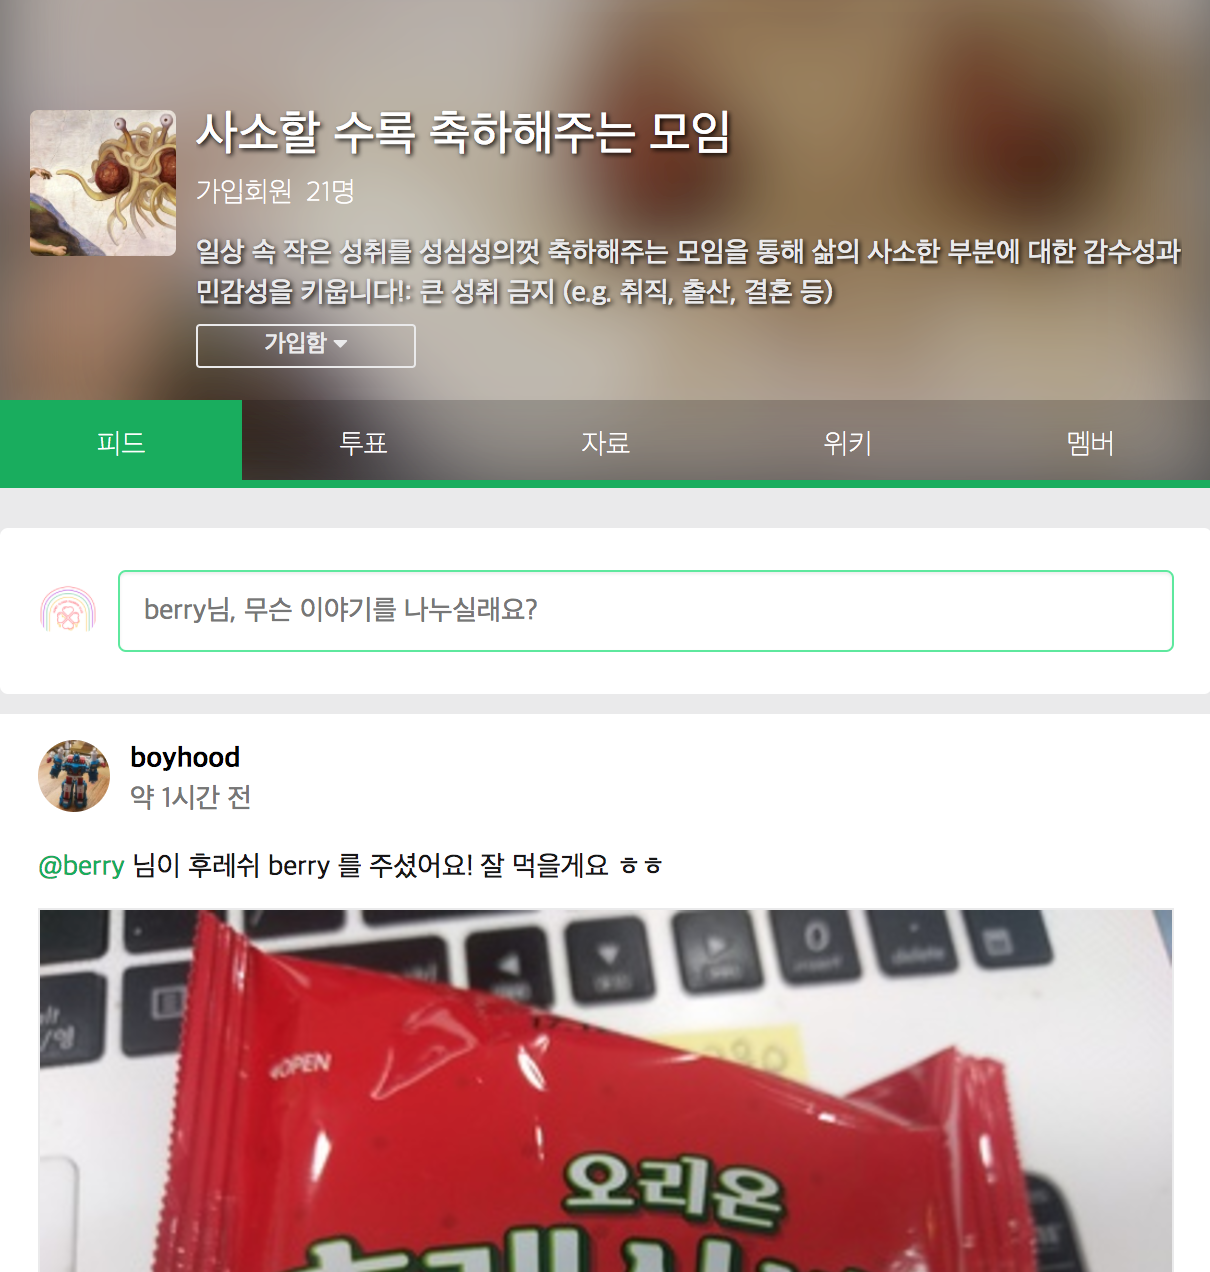 사소할 수록 축하해주는 모임
가입회원 21명
일상 속 작은 성취를 성심성의껏 축하해주는 모임을 통해 삶의 사소한 부분에 대한 감수성과
민감성을 키웁니다!: 큰 성취 금지 (e.g. 취직, 출산, 결혼 등)
가입함
피드 투표 자료 위키 멤버
berry님, 무슨 이야기를 나누실래요?
boyhood
약 1시간 전
@berry 님이 후레쉬 berry 를 주셨어요! 잘 먹을게요 ㅎㅎ
0
delete
OPEN
오리온